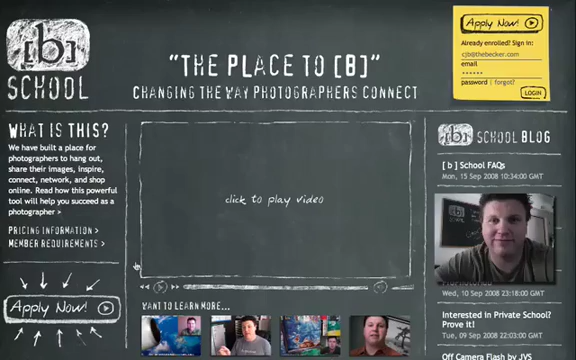 [b]
SCHOOL
"THE PLACE TO [B]"
CHANGING THE WAY PHOTOGRAPHERS CONNECT
Apply Now!
Already enrolled? Sign in:
cjb@thebecker.com
email
••••••
password | forgot?
LOGIN
WHAT IS THIS?
We have built a place for
photographers to hang out,
share their images, inspire,
connect, network, and shop
online. Read how this powerful
tool will help you succeed as a
photographer >
PRICING INFORMATION >
MEMBER REQUIREMENTS >
Apply Now!
click to play video
WANT TO LEARN MORE...
[b] SCHOOL BLOG
[ b ] School FAQs
Mon, 15 Sep 2008 10:34:00 GMT
Wed, 10 Sep 2008 23:18:00 GMT
Interested in Private School?
Prove it!
Tue, 09 Sep 2008 22:03:00 GMT
Off Camera Flash by JVS